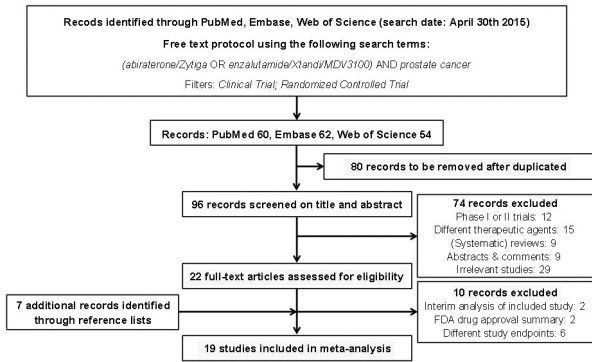 Recods identified through PubMed, Embase, Web of Science (search date: April 30th 2015)
Free text protocol using the following search terms:
(abiraterone/Zytiga OR enzalutamide/Xtandi/MDV3100) AND prostate cancer
Filters: Clinical Trial; Randomized Controlled Trial
Records: PubMed 60, Embase 62, Web of Science 54
80 records to be removed after duplicated
96 records screened on title and abstract
74 records excluded
Phase I or II trials: 12
Different therapeutic agents: 15
(Systematic) reviews: 9
Abstracts & comments: 9
Irrelevant studies: 29
22 full-text articles assessed for eligibility
7 additional records identified
through reference lists
10 records excluded
Interim analysis of included study: 2
FDA drug approval summary: 2
Different study endpoints: 6
19 studies included in meta-analysis